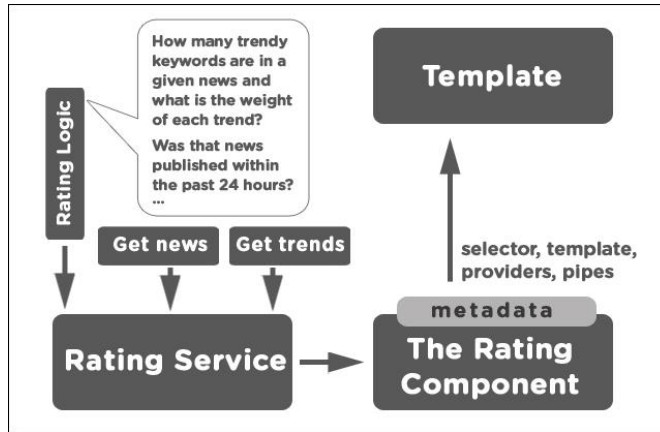 How many trendy
keywords are in a
given news and
what is the weight
of each trend?
Was that news
published within
the past 24 hours?
...
Rating Logic
Template
Get news
Get trends
selector, template,
providers, pipes
metadata
Rating Service
The Rating
Component